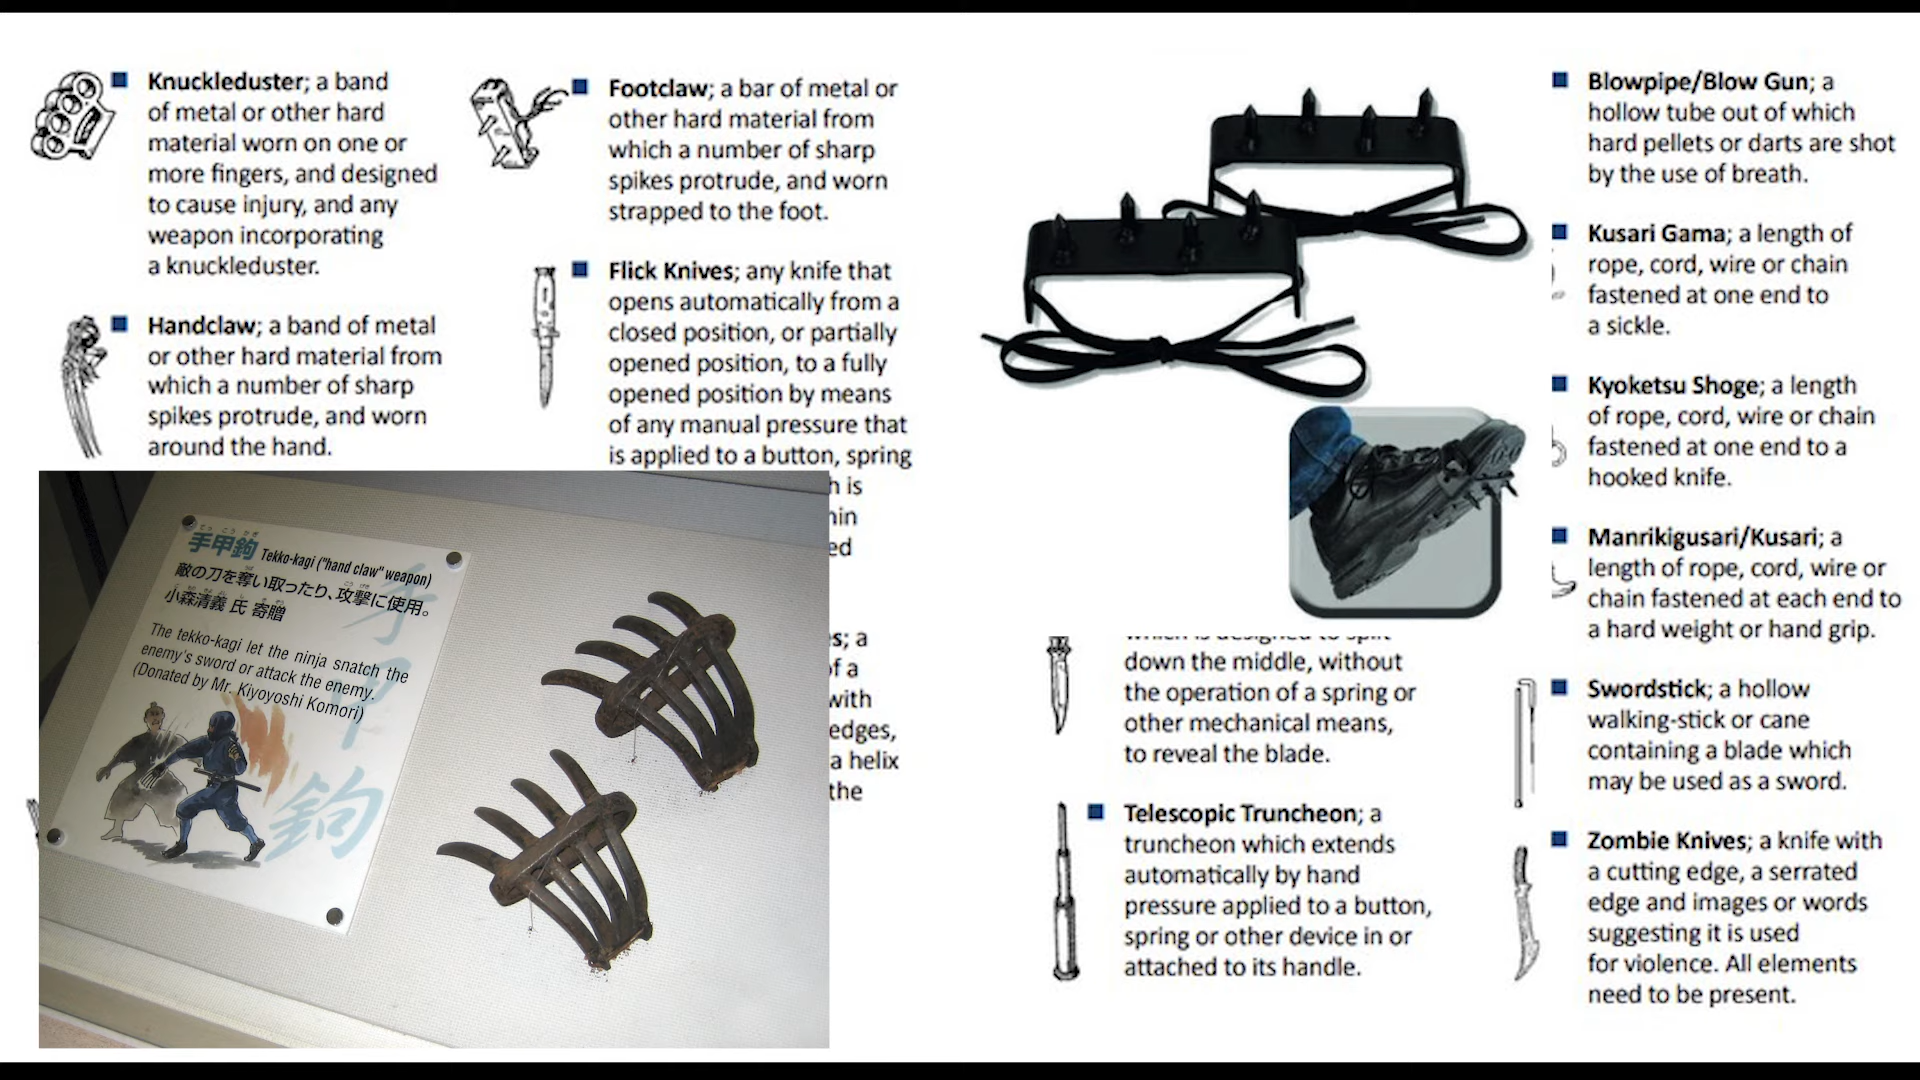 Knuckleduster; a band
of metal or other hard
material worn on one or
more fingers, and designed
to cause injury, and any
weapon incorporating
a knuckleduster.
Handclaw; a band of metal
or other hard material from
which a number of sharp
spikes protrude, and worn
around the hand.
手甲鉤 Tekko-kagi ("hand claw" weapon)
敵の刀を奪い取ったり、攻撃に使用。
小森清義 氏 寄贈
The tekko-kagi let the ninja snatch the
enemy's sword or attack the enemy.
(Donated by Mr. Kiyoyoshi Komori)
手甲鉤
Footclaw; a bar of metal or
other hard material from
which a number of sharp
spikes protrude, and worn
strapped to the foot.
Flick Knives; any knife that
opens automatically from a
closed position, or partially
opened position, to a fully
opened position by means
of any manual pressure that
is applied to a button, spring
h is
in
ed
s; a
of a
with
edges,
a helix
the
which is designed to split
down the middle, without
the operation of a spring or
other mechanical means,
to reveal the blade.
Telescopic Truncheon; a
truncheon which extends
automatically by hand
pressure applied to a button,
spring or other device in or
attached to its handle.
Blowpipe/Blow Gun; a
hollow tube out of which
hard pellets or darts are shot
by the use of breath.
Kusari Gama; a length of
rope, cord, wire or chain
fastened at one end to
a sickle.
Kyoketsu Shoge; a length
of rope, cord, wire or chain
fastened at one end to a
hooked knife.
Manrikigusari/Kusari; a
length of rope, cord, wire or
chain fastened at each end to
a hard weight or hand grip.
Swordstick; a hollow
walking-stick or cane
containing a blade which
may be used as a sword.
Zombie Knives; a knife with
a cutting edge, a serrated
edge and images or words
suggesting it is used
for violence. All elements
need to be present.